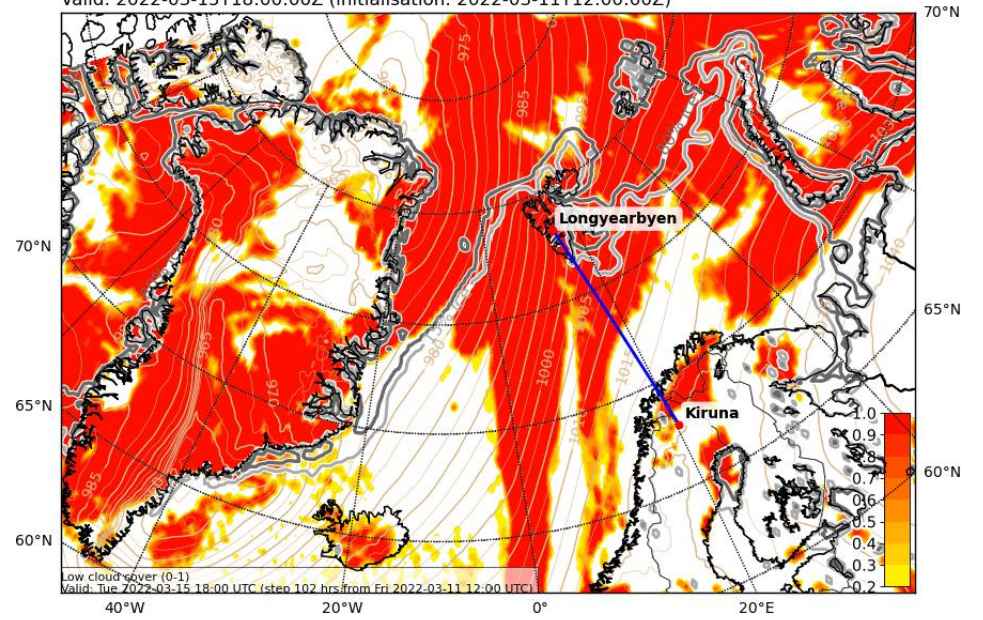 Valid: 2022-03-15T18:00:00Z (initialisation: 2022-03-11T12:00:00Z)
70°N
975
985
Longyearbyen
70°N
65°N
980
965
1000
1015
970
65°N
Kiruna
1.0
0.9
0.8
0.7
0.6
0.5
0.4
0.3
0.2
985
60°N
60°N
Low cloud cover (0-1)
Valid: Tue 2022-03-15 18:00 UTC (step 102 hrs from Fri 2022-03-11 12:00 UTC)
40°W
20°W
0°
20°E